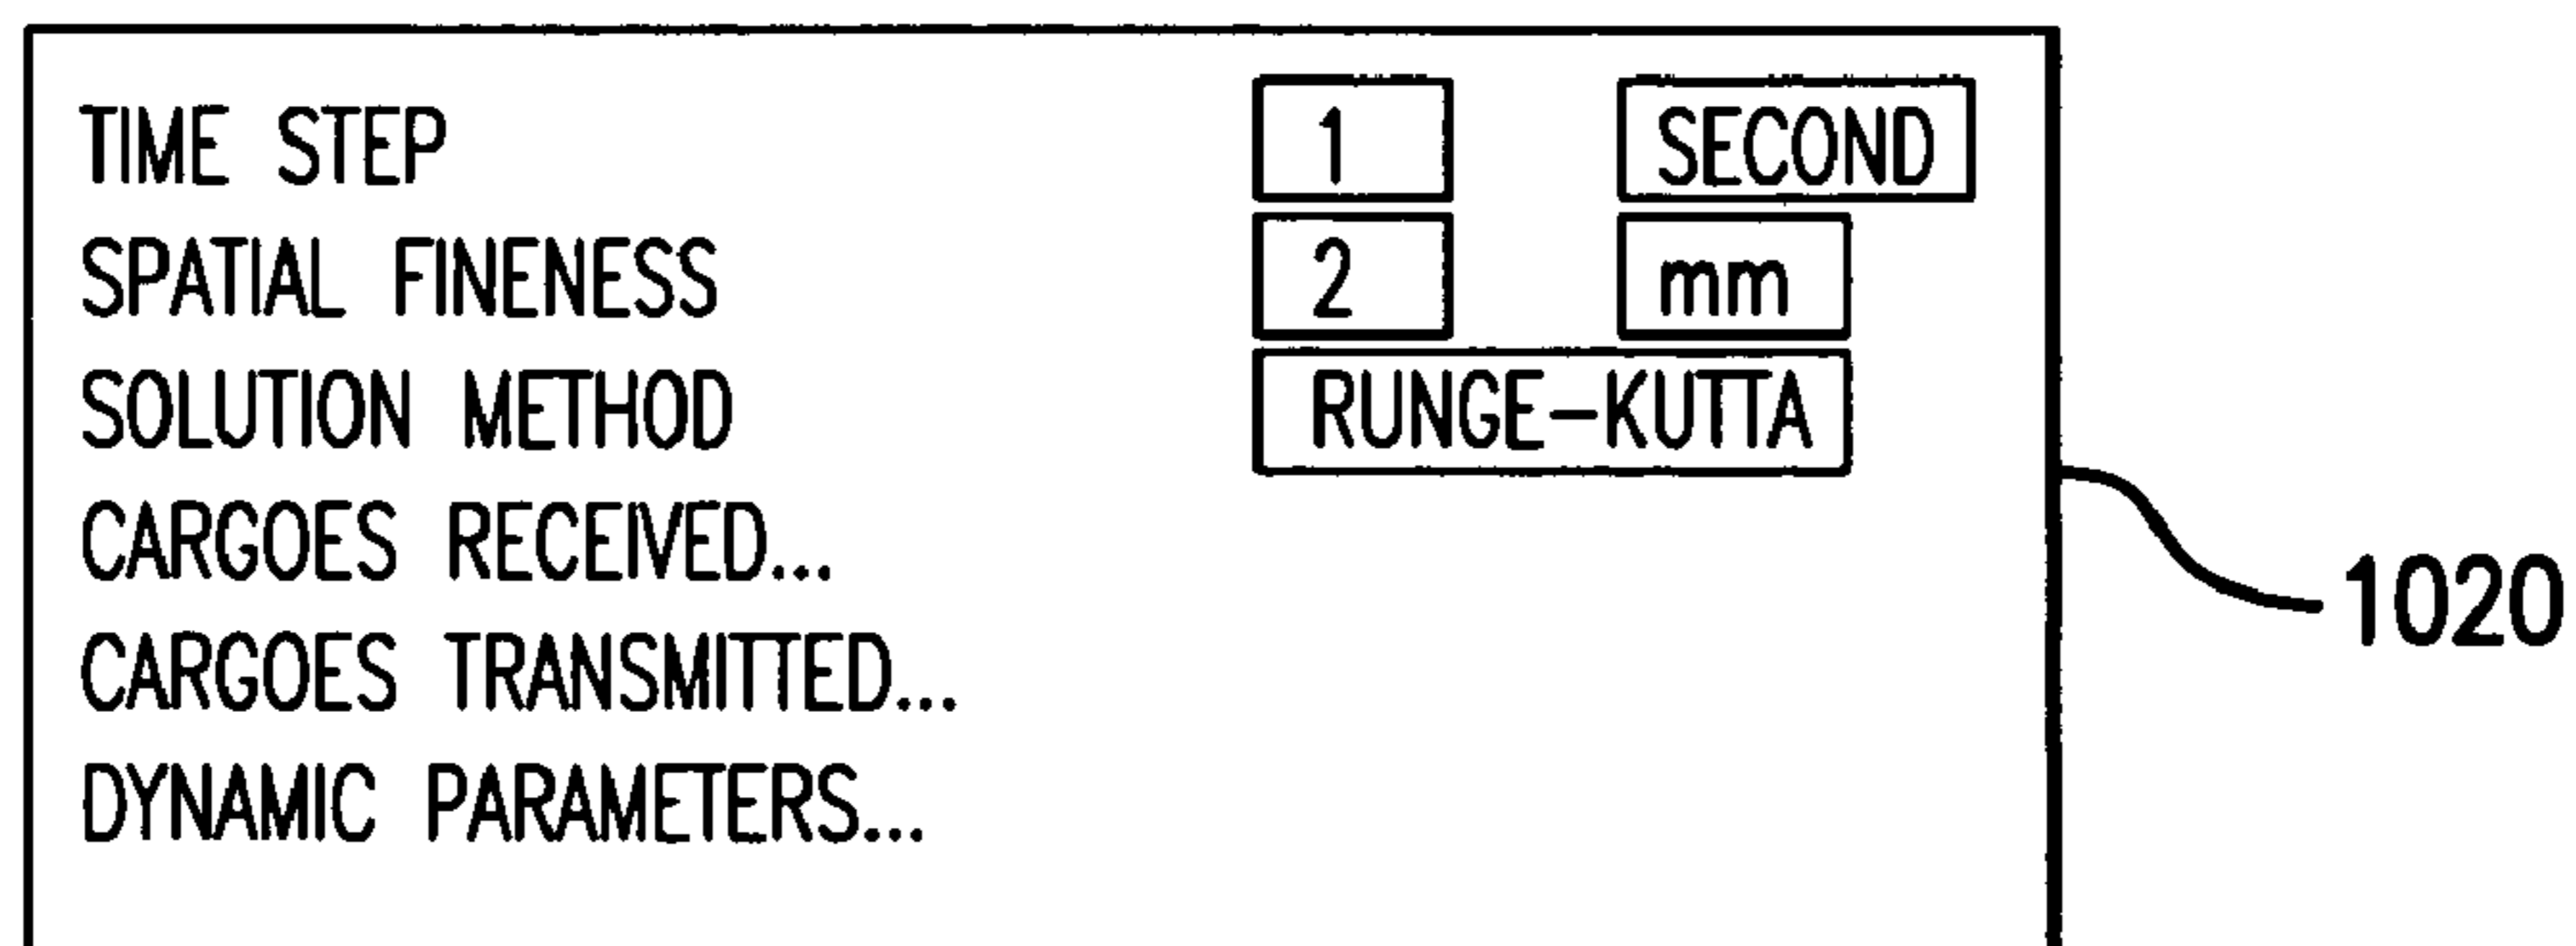 TIME STEP 1 SECOND
SPATIAL FINENESS 2 mm
SOLUTION METHOD RUNGE-KUTTA
CARGOES RECEIVED...
CARGOES TRANSMITTED...
DYNAMIC PARAMETERS...
1020